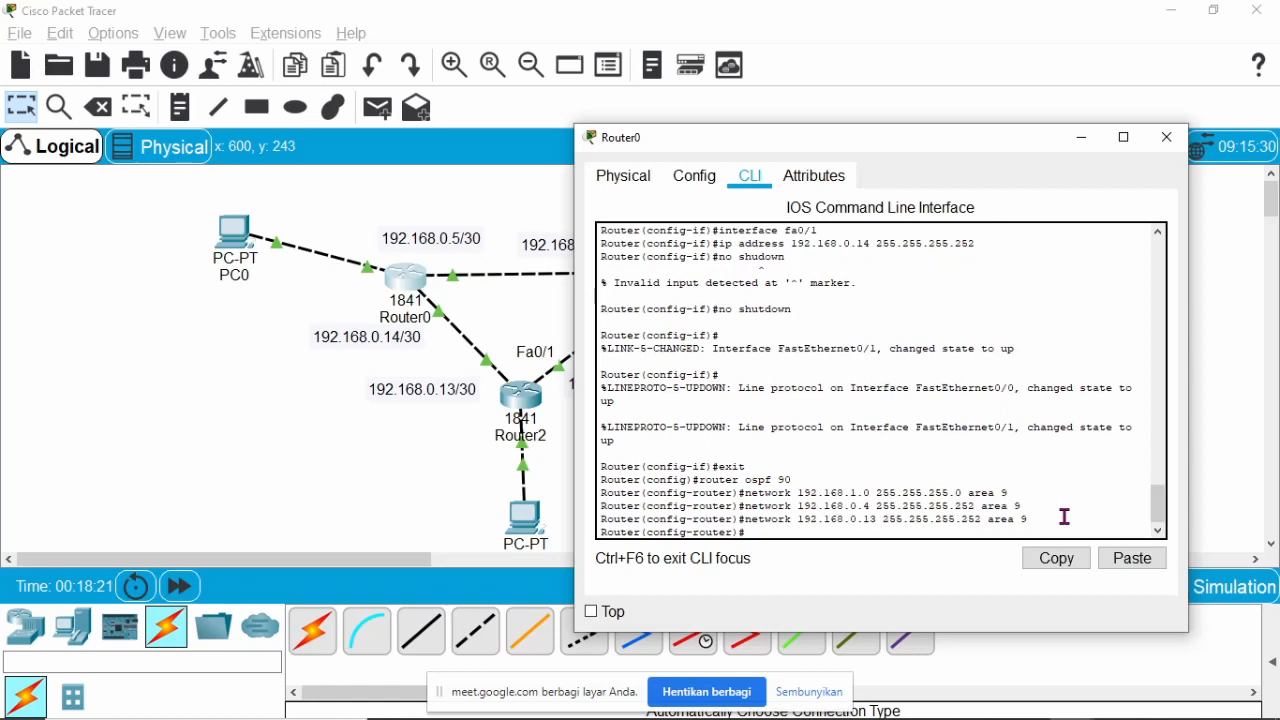 Cisco Packet Tracer
File Edit Options View Tools Extensions Help
Logical Physical x: 600, y: 243 09:15:30
PC-PT
PC0
192.168.0.5/30
192.168
1841
Router0
192.168.0.14/30
Fa0/1
192.168.0.13/30
1841
Router2
PC-PT
Router0
Physical Config CLI Attributes
IOS Command Line Interface
Router(config-if)#interface fa0/1
Router(config-if)#ip address 192.168.0.14 255.255.255.252
Router(config-if)#no shudown
^
% Invalid input detected at '^' marker.
Router(config-if)#no shutdown
Router(config-if)#
%LINK-5-CHANGED: Interface FastEthernet0/1, changed state to up
Router(config-if)#
%LINEPROTO-5-UPDOWN: Line protocol on Interface FastEthernet0/0, changed state to
up
%LINEPROTO-5-UPDOWN: Line protocol on Interface FastEthernet0/1, changed state to
up
Router(config-if)#exit
Router(config)#router ospf 90
Router(config-router)#network 192.168.1.0 255.255.255.0 area 9
Router(config-router)#network 192.168.0.4 255.255.255.252 area 9
Router(config-router)#network 192.168.0.13 255.255.255.252 area 9
Router(config-router)#
Ctrl+F6 to exit CLI focus
Copy Paste
Top
Time: 00:18:21
Simulation
meet.google.com berbagi layar Anda. Hentikan berbagi Sembunyikan
Automatically Choose Connection Type